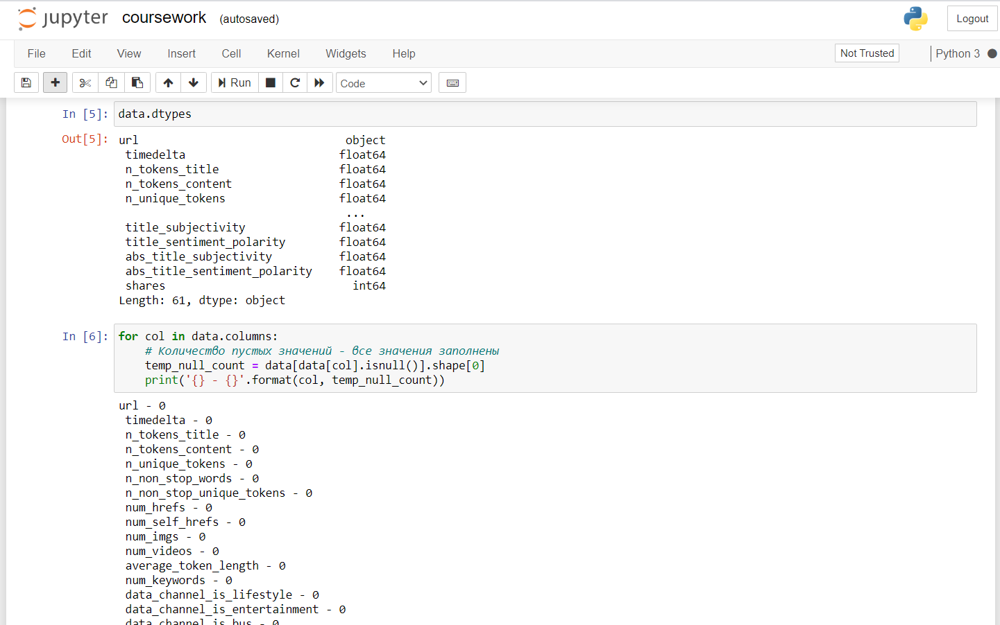 jupyter coursework (autosaved) Logout
File Edit View Insert Cell Kernel Widgets Help Not Trusted Python 3
Run Code
In [5]: data.dtypes
Out[5]: url object
timedelta float64
n_tokens_title float64
n_tokens_content float64
n_unique_tokens float64
...
title_subjectivity float64
title_sentiment_polarity float64
abs_title_subjectivity float64
abs_title_sentiment_polarity float64
shares int64
Length: 61, dtype: object
In [6]: for col in data.columns:
# Количество пустых значений - все значения заполнены
temp_null_count = data[data[col].isnull()].shape[0]
print('{} - {}'.format(col, temp_null_count))
url - 0
timedelta - 0
n_tokens_title - 0
n_tokens_content - 0
n_unique_tokens - 0
n_non_stop_words - 0
n_non_stop_unique_tokens - 0
num_hrefs - 0
num_self_hrefs - 0
num_imgs - 0
num_videos - 0
average_token_length - 0
num_keywords - 0
data_channel_is_lifestyle - 0
data_channel_is_entertainment - 0
data_channel_is_bus - 0